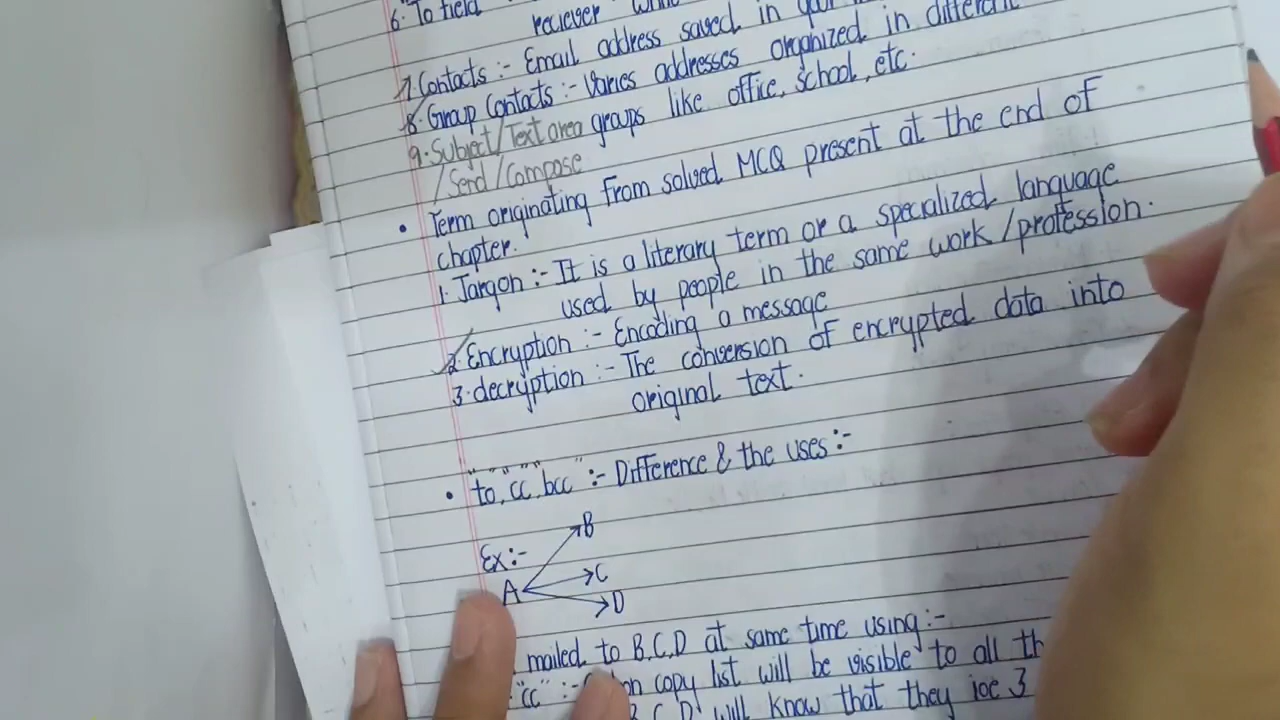 6. To field
reciever
7. Contacts :- Email address saved in your
8. Group Contacts :- Varies addresses organized in different
9. Subject/Text area groups like office, school, etc.
/Send/Compose
• Term originating from solved MCQ present at the end of
chapter.
1. Jargon :- It is a literary term or a specialized language
used by people in the same work/profession.
2. Encryption :- Encoding a message
3. decryption :- The conversion of encrypted data into
original text.
• "to, cc, bcc" :- Difference & the uses :-
Ex :-
B
C
A
D
mailed to B, C, D at same time using :-
"cc" :- copy list will be visible to all
B, C, D will know that they i.e 3